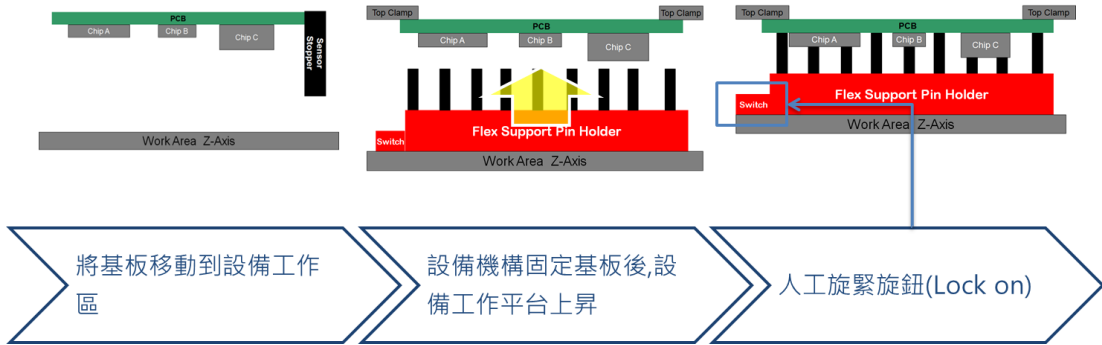 PCB
Chip A
Chip B
Chip C
Sensor Stopper
Work Area Z-Axis
Top Clamp
Top Clamp
PCB
Chip A
Chip B
Chip C
Flex Support Pin Holder
Switch
Work Area Z-Axis
Top Clamp
Top Clamp
PCB
Chip A
Chip B
Chip C
Flex Support Pin Holder
Switch
Work Area Z-Axis
將基板移動到設備工作
區
設備機構固定基板後,設
備工作平台上昇
人工旋緊旋鈕(Lock on)